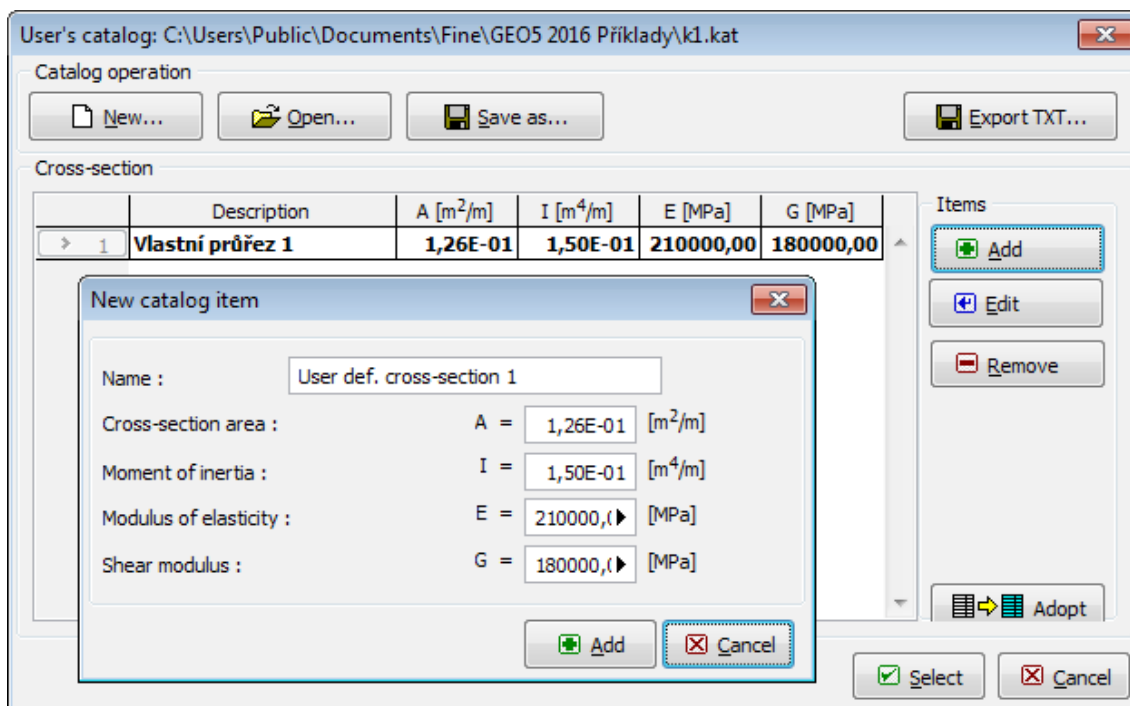 User's catalog: C:\Users\Public\Documents\Fine\GEO5 2016 Příklady\k1.kat
Catalog operation
New... Open... Save as... Export TXT...
Cross-section
Description A [m²/m] I [m⁴/m] E [MPa] G [MPa]
1 Vlastní průřez 1 1,26E-01 1,50E-01 210000,00 180000,00
Items
Add
Edit
Remove
Adopt
New catalog item
Name : User def. cross-section 1
Cross-section area : A = 1,26E-01 [m²/m]
Moment of inertia : I = 1,50E-01 [m⁴/m]
Modulus of elasticity : E = 210000,( [MPa]
Shear modulus : G = 180000,( [MPa]
Add Cancel
Select Cancel